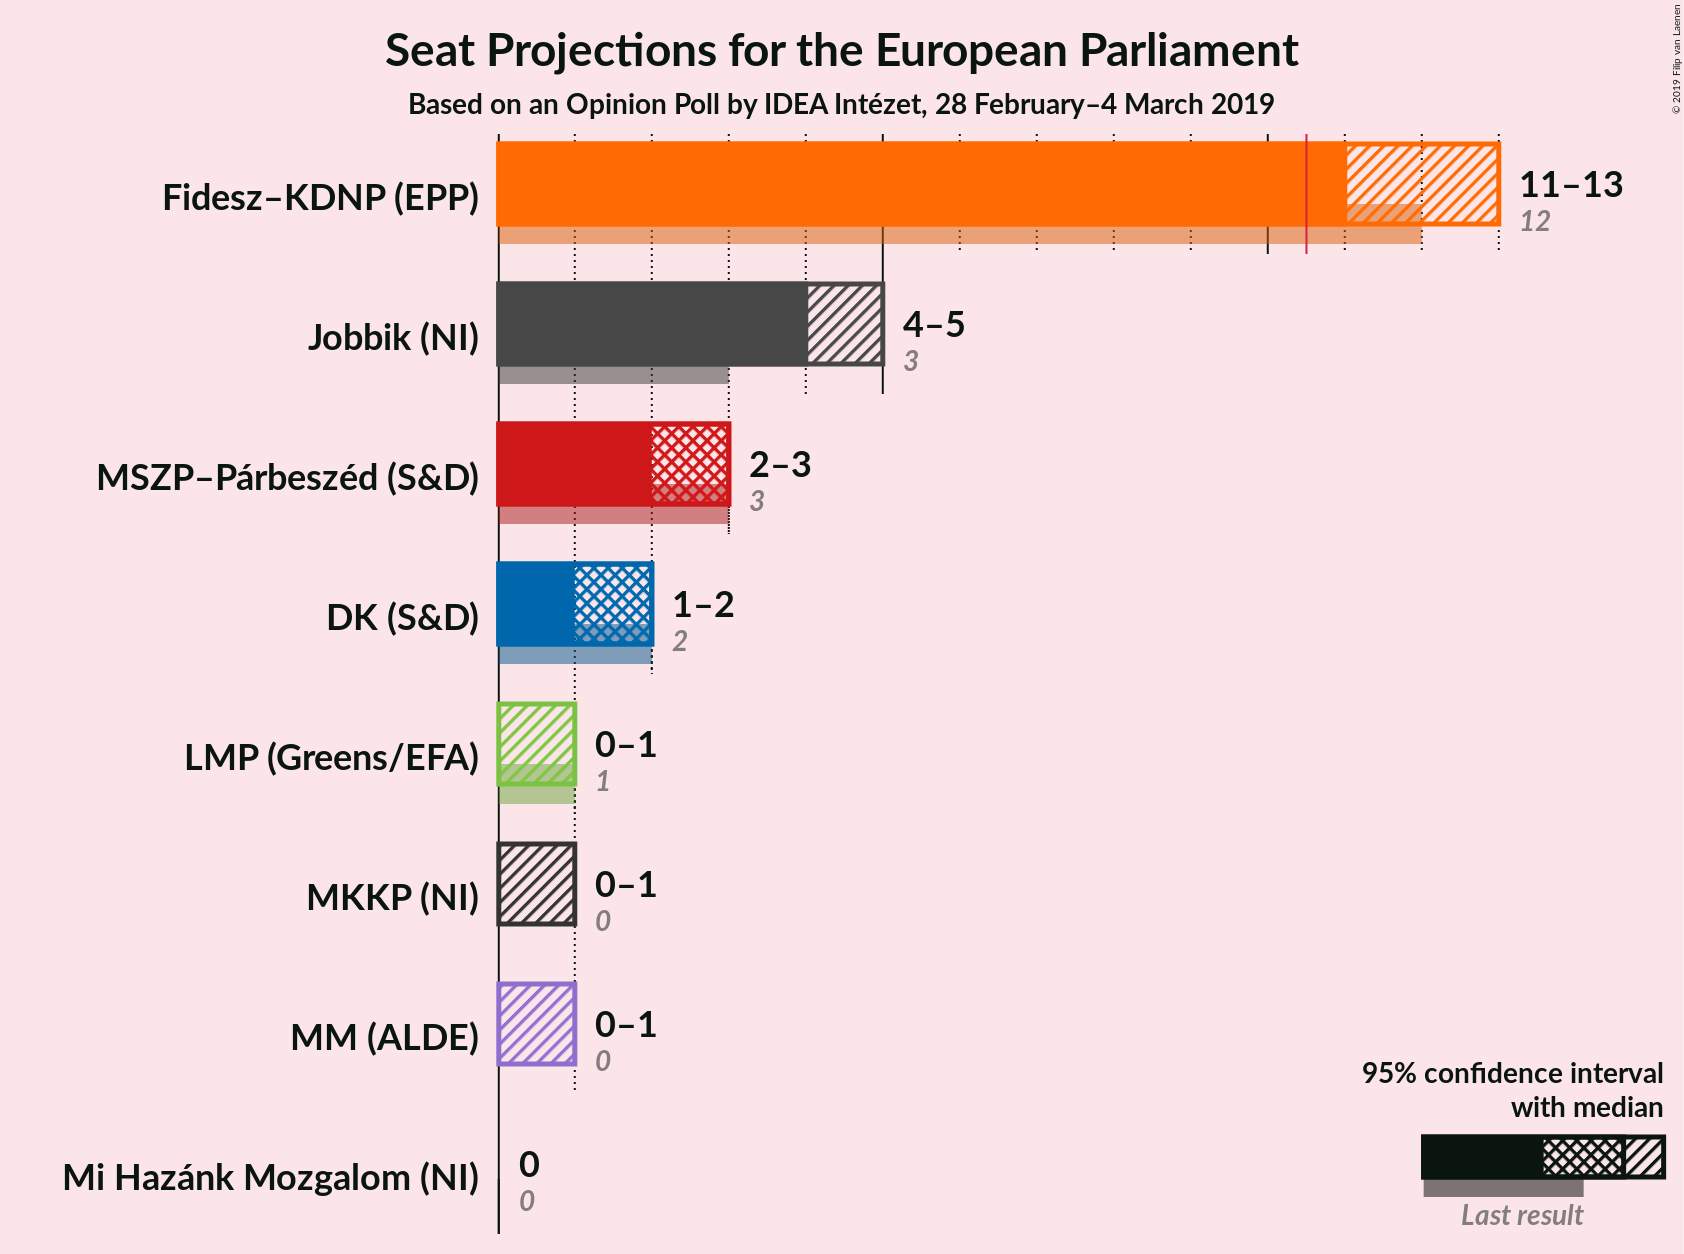 Seat Projections for the European Parliament
Based on an Opinion Poll by IDEA Intézet, 28 February–4 March 2019
© 2019 Filip van Laenen
Fidesz–KDNP (EPP)
11–13
12
Jobbik (NI)
4–5
3
MSZP–Párbeszéd (S&D)
2–3
3
DK (S&D)
1–2
2
LMP (Greens/EFA)
0–1
1
MKKP (NI)
0–1
0
MM (ALDE)
0–1
0
Mi Hazánk Mozgalom (NI)
0
0
95% confidence interval
with median
Last result